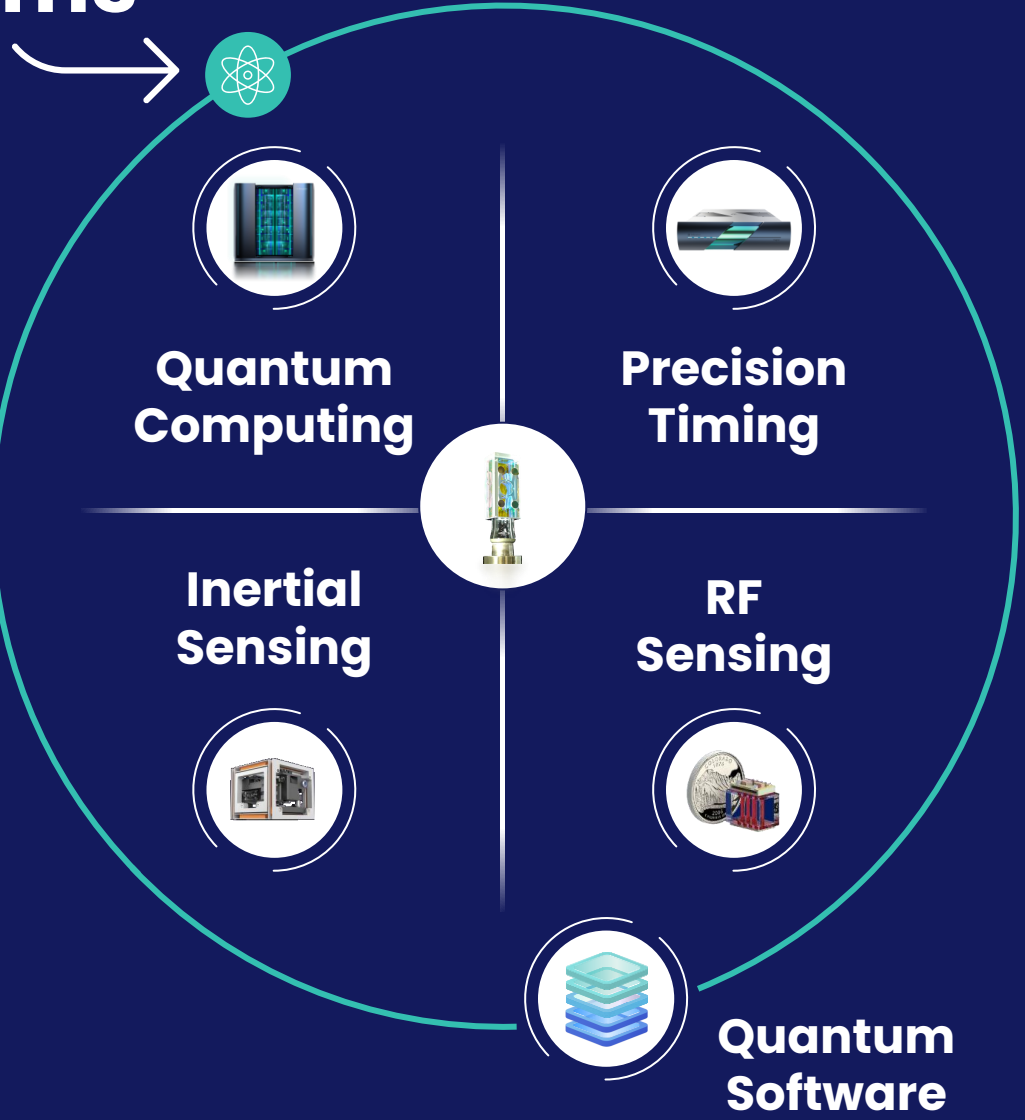 Quantum
Computing
Precision
Timing
Inertial
Sensing
RF
Sensing
Quantum
Software